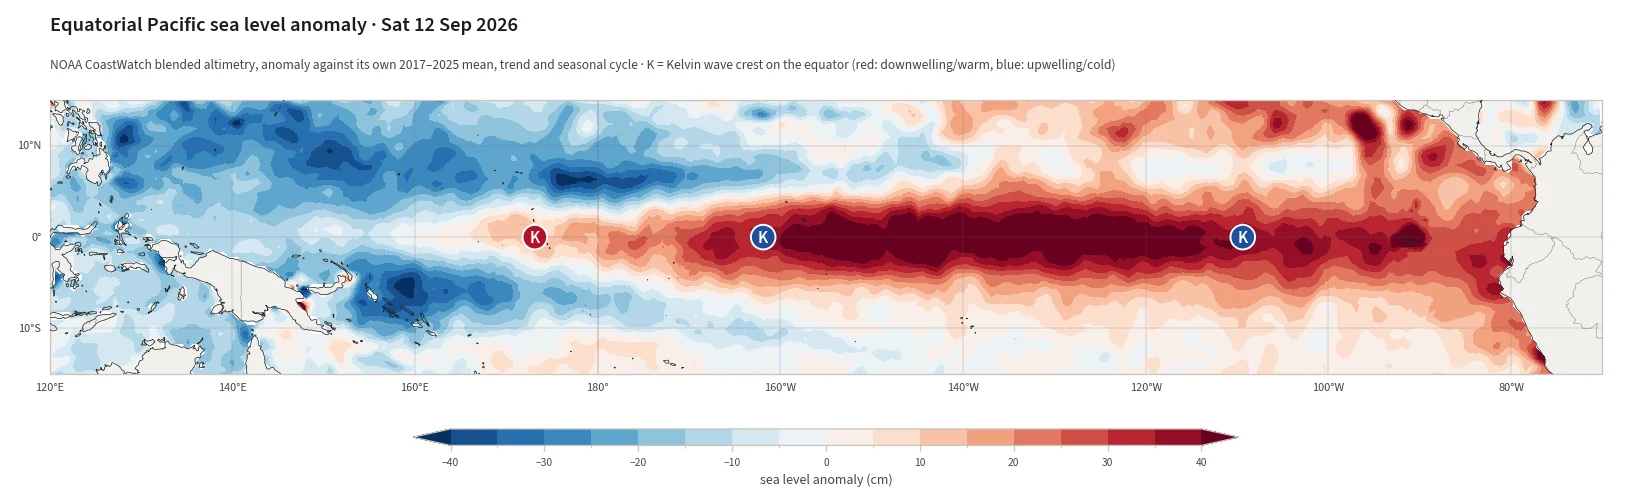 Equatorial Pacific sea level anomaly · Sat 12 Sep 2026
NOAA CoastWatch blended altimetry, anomaly against its own 2017–2025 mean, trend and seasonal cycle · K = Kelvin wave crest on the equator (red: downwelling/warm, blue: upwelling/cold)
10°N
0°
10°S
K K K
120°E 140°E 160°E 180° 160°W 140°W 120°W 100°W 80°W
−40 −30 −20 −10 0 10 20 30 40
sea level anomaly (cm)